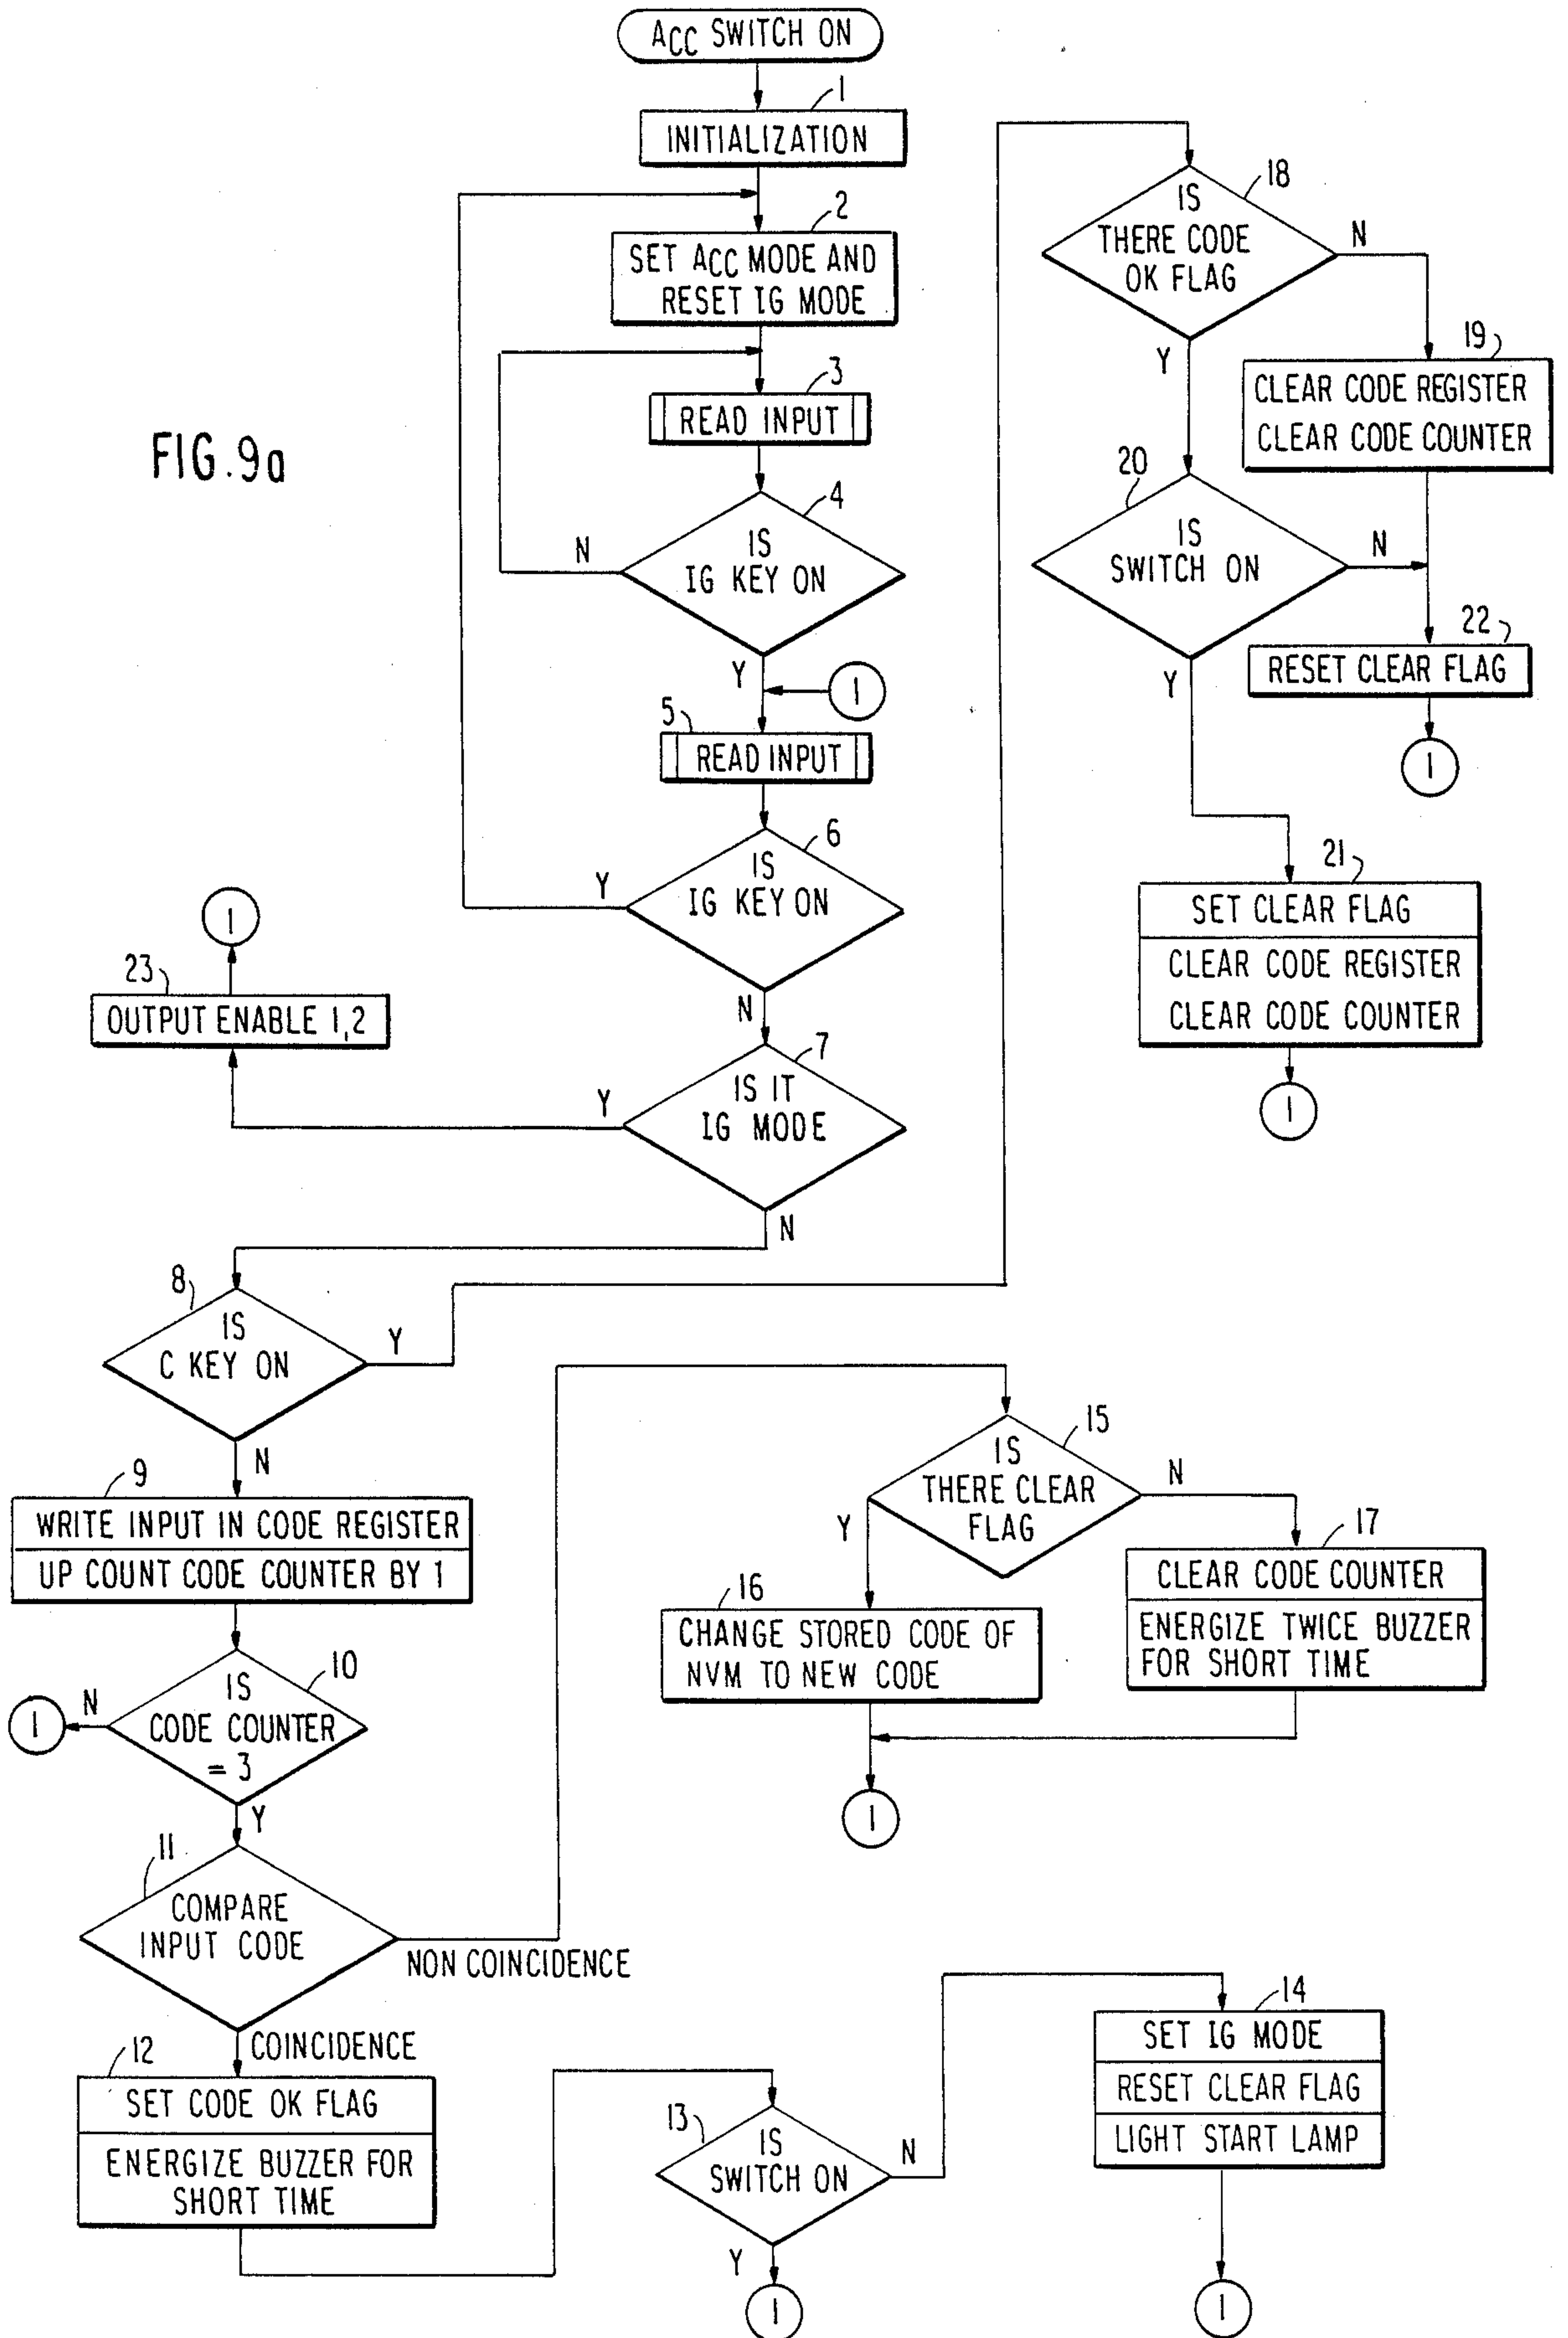 ACC SWITCH ON
1
INITIALIZATION
2
SET ACC MODE AND
RESET IG MODE
3
READ INPUT
FIG.9a
4
IS
IG KEY ON
N
Y
1
5
READ INPUT
6
IS
IG KEY ON
Y
N
1
23
OUTPUT ENABLE 1,2
7
IS IT
IG MODE
Y
N
8
IS
C KEY ON
Y
N
9
WRITE INPUT IN CODE REGISTER
UP COUNT CODE COUNTER BY 1
10
IS
CODE COUNTER
= 3
N
1
Y
11
COMPARE
INPUT CODE
NON COINCIDENCE
COINCIDENCE
12
SET CODE OK FLAG
ENERGIZE BUZZER FOR
SHORT TIME
13
IS
SWITCH ON
N
Y
1
14
SET IG MODE
RESET CLEAR FLAG
LIGHT START LAMP
1
15
IS
THERE CLEAR
FLAG
N
Y
16
CHANGE STORED CODE OF
NVM TO NEW CODE
17
CLEAR CODE COUNTER
ENERGIZE TWICE BUZZER
FOR SHORT TIME
1
18
IS
THERE CODE
OK FLAG
N
Y
19
CLEAR CODE REGISTER
CLEAR CODE COUNTER
20
IS
SWITCH ON
N
Y
22
RESET CLEAR FLAG
1
21
SET CLEAR FLAG
CLEAR CODE REGISTER
CLEAR CODE COUNTER
1